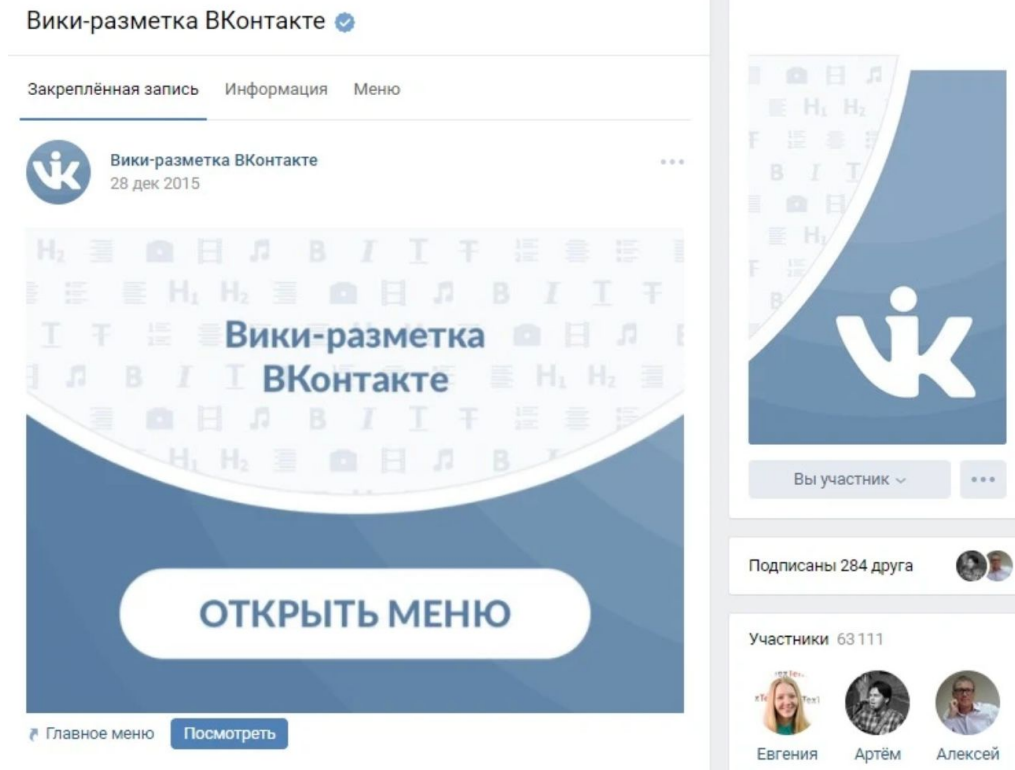 Вики-разметка ВКонтакте
Закреплённая запись Информация Меню
Вики-разметка ВКонтакте
28 дек 2015
Вики-разметка
ВКонтакте
ОТКРЫТЬ МЕНЮ
Главное меню Посмотреть
Вы участник
Подписаны 284 друга
Участники 63 111
Евгения Артём Алексей